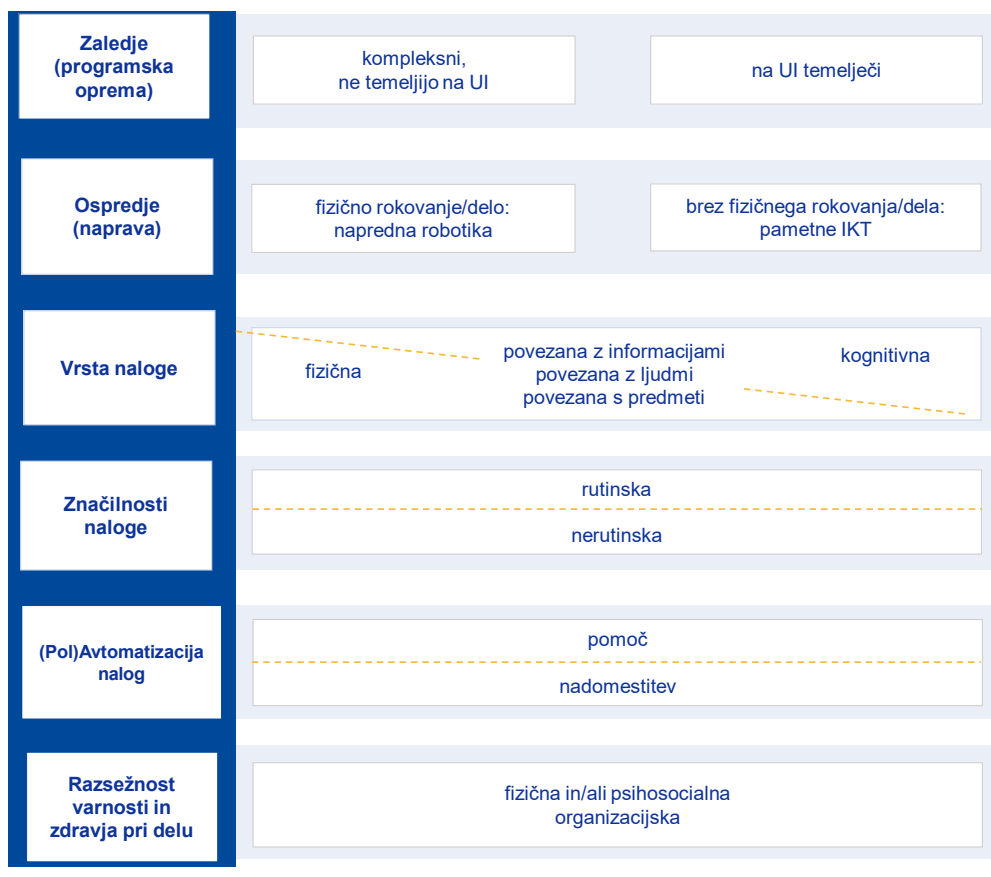 Zaledje
(programska
oprema)
kompleksni,
ne temeljijo na UI
na UI temelječi
Ospredje
(naprava)
fizično rokovanje/delo:
napredna robotika
brez fizičnega rokovanja/dela:
pametne IKT
Vrsta naloge
fizična
povezana z informacijami
povezana z ljudmi
povezana s predmeti
kognitivna
Značilnosti
naloge
rutinska
nerutinska
(Pol)Avtomatizacija
nalog
pomoč
nadomestitev
Razsežnost
varnosti in
zdravja pri delu
fizična in/ali psihosocialna
organizacijska